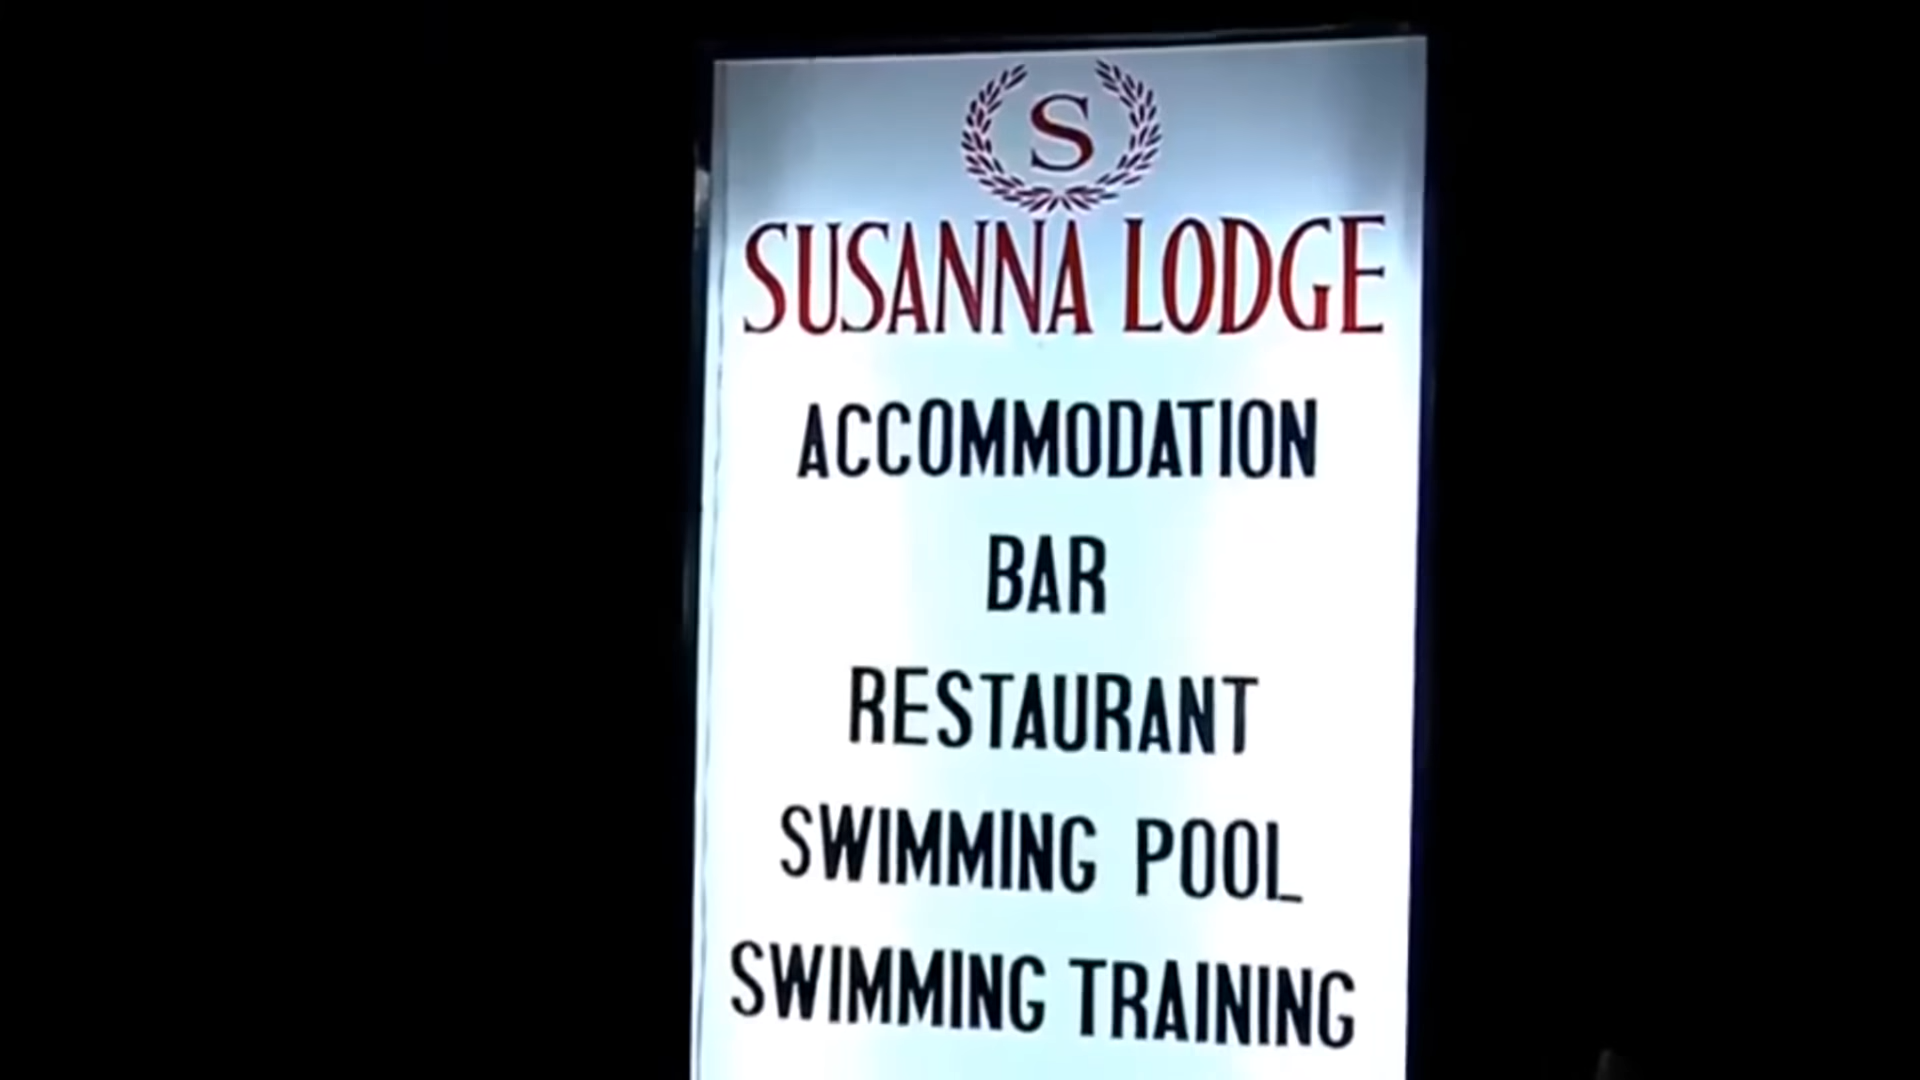 S
SUSANNA LODGE
ACCOMMODATION
BAR
RESTAURANT
SWIMMING POOL
SWIMMING TRAINING